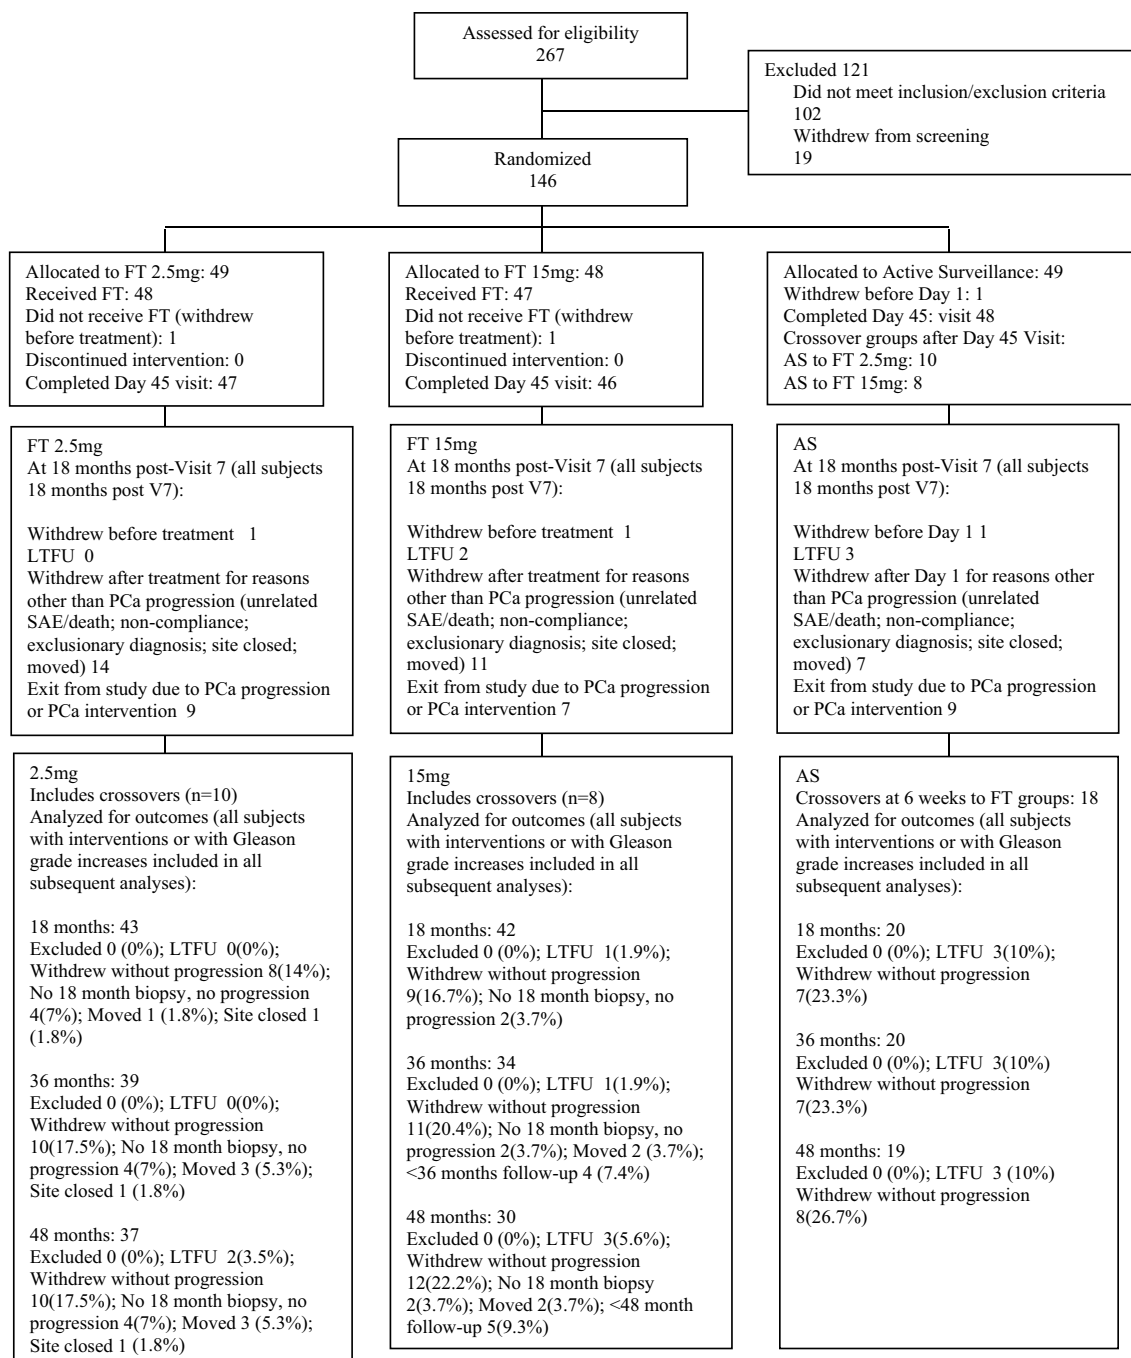 Assessed for eligibility
267
Excluded 121
Did not meet inclusion/exclusion criteria
102
Withdrew from screening
19
Randomized
146
Allocated to FT 2.5mg: 49
Received FT: 48
Did not receive FT (withdrew
before treatment): 1
Discontinued intervention: 0
Completed Day 45 visit: 47
Allocated to FT 15mg: 48
Received FT: 47
Did not receive FT (withdrew
before treatment): 1
Discontinued intervention: 0
Completed Day 45 visit: 46
Allocated to Active Surveillance: 49
Withdrew before Day 1: 1
Completed Day 45: visit 48
Crossover groups after Day 45 Visit:
AS to FT 2.5mg: 10
AS to FT 15mg: 8
FT 2.5mg
At 18 months post-Visit 7 (all subjects
18 months post V7):
Withdrew before treatment 1
LTFU 0
Withdrew after treatment for reasons
other than PCa progression (unrelated
SAE/death; non-compliance;
exclusionary diagnosis; site closed;
moved) 14
Exit from study due to PCa progression
or PCa intervention 9
FT 15mg
At 18 months post-Visit 7 (all subjects
18 months post V7):
Withdrew before treatment 1
LTFU 2
Withdrew after treatment for reasons
other than PCa progression (unrelated
SAE/death; non-compliance;
exclusionary diagnosis; site closed;
moved) 11
Exit from study due to PCa progression
or PCa intervention 7
AS
At 18 months post-Visit 7 (all subjects
18 months post V7):
Withdrew before Day 1 1
LTFU 3
Withdrew after Day 1 for reasons other
than PCa progression (unrelated
SAE/death; non-compliance;
exclusionary diagnosis; site closed;
moved) 7
Exit from study due to PCa progression
or PCa intervention 9
2.5mg
Includes crossovers (n=10)
Analyzed for outcomes (all subjects
with interventions or with Gleason
grade increases included in all
subsequent analyses):
18 months: 43
Excluded 0 (0%); LTFU 0(0%);
Withdrew without progression 8(14%);
No 18 month biopsy, no progression
4(7%); Moved 1 (1.8%); Site closed 1
(1.8%)
36 months: 39
Excluded 0 (0%); LTFU 0(0%);
Withdrew without progression
10(17.5%); No 18 month biopsy, no
progression 4(7%); Moved 3 (5.3%);
Site closed 1 (1.8%)
48 months: 37
Excluded 0 (0%); LTFU 2(3.5%);
Withdrew without progression
10(17.5%); No 18 month biopsy, no
progression 4(7%); Moved 3 (5.3%);
Site closed 1 (1.8%)
15mg
Includes crossovers (n=8)
Analyzed for outcomes (all subjects
with interventions or with Gleason
grade increases included in all
subsequent analyses):
18 months: 42
Excluded 0 (0%); LTFU 1(1.9%);
Withdrew without progression
9(16.7%); No 18 month biopsy, no
progression 2(3.7%)
36 months: 34
Excluded 0 (0%); LTFU 1(1.9%);
Withdrew without progression
11(20.4%); No 18 month biopsy, no
progression 2(3.7%); Moved 2 (3.7%);
<36 months follow-up 4 (7.4%)
48 months: 30
Excluded 0 (0%); LTFU 3(5.6%);
Withdrew without progression
12(22.2%); No 18 month biopsy
2(3.7%); Moved 2(3.7%); <48 month
follow-up 5(9.3%)
AS
Crossovers at 6 weeks to FT groups: 18
Analyzed for outcomes (all subjects
with interventions or with Gleason
grade increases included in all
subsequent analyses):
18 months: 20
Excluded 0 (0%); LTFU 3(10%);
Withdrew without progression
7(23.3%)
36 months: 20
Excluded 0 (0%); LTFU 3(10%)
Withdrew without progression
7(23.3%)
48 months: 19
Excluded 0 (0%); LTFU 3 (10%)
Withdrew without progression
8(26.7%)